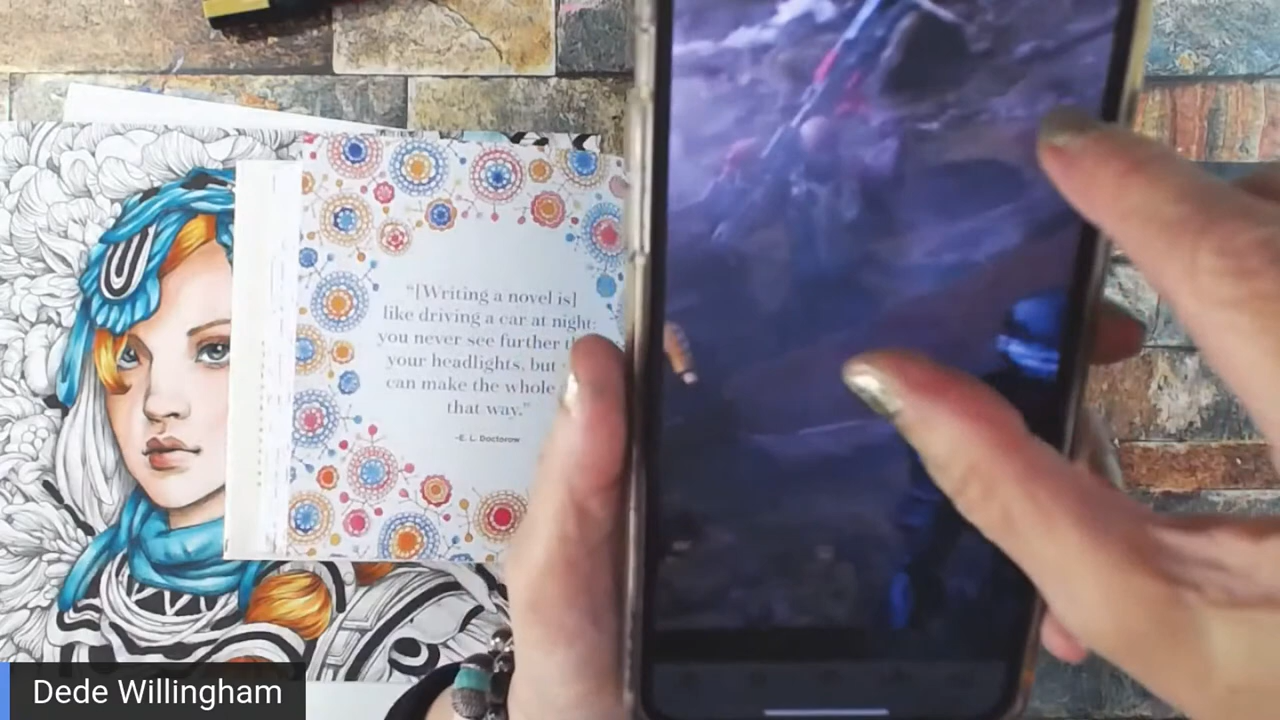 "[Writing a novel is]
like driving a car at night:
you never see further
your headlights, but
can make the whole
that way."
-E. L. Doctorow
Dede Willingham